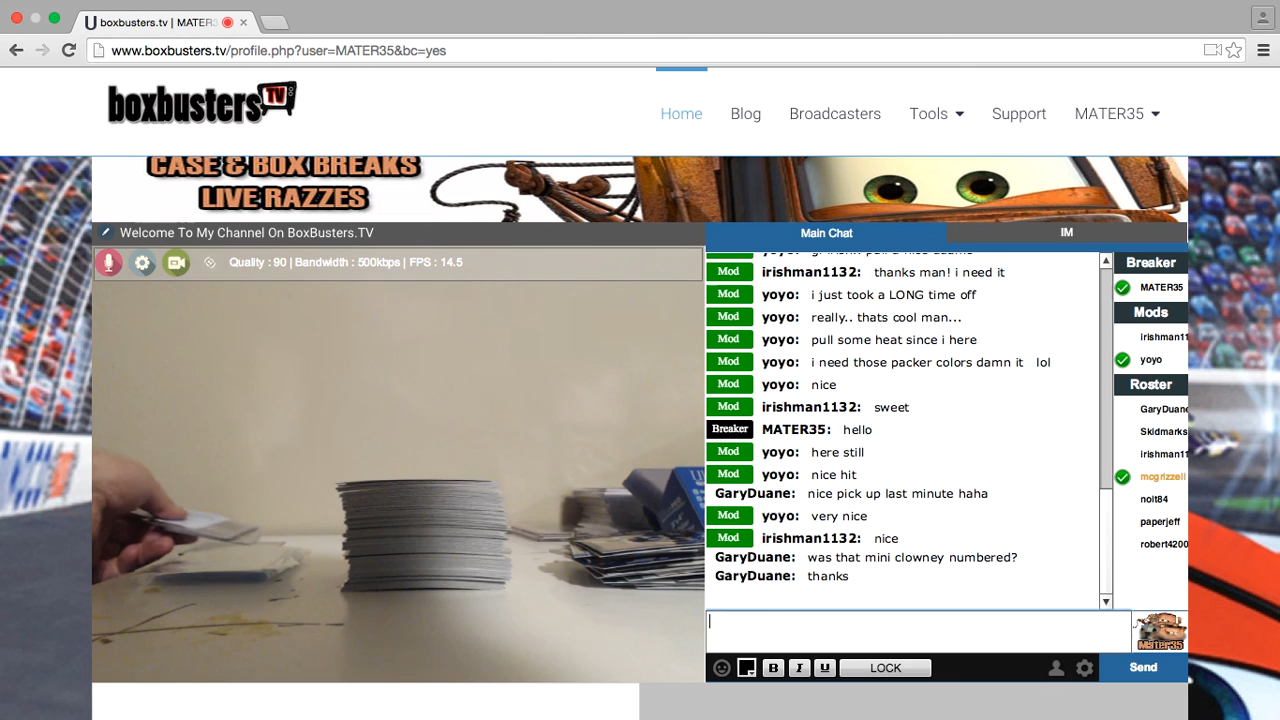 boxbusters.tv | MATER3
www.boxbusters.tv/profile.php?user=MATER35&bc=yes
boxbusters TV
Home Blog Broadcasters Tools Support MATER35
CASE & BOX BREAKS
LIVE RAZZES
Welcome To My Channel On BoxBusters.TV
Quality : 90 | Bandwidth : 500kbps | FPS : 14.5
Main Chat IM
Mod irishman1132: thanks man! i need it
Mod yoyo: i just took a LONG time off
Mod yoyo: really.. thats cool man...
Mod yoyo: pull some heat since i here
Mod yoyo: i need those packer colors damn it lol
Mod yoyo: nice
Mod irishman1132: sweet
Breaker MATER35: hello
Mod yoyo: here still
Mod yoyo: nice hit
GaryDuane: nice pick up last minute haha
Mod yoyo: very nice
Mod irishman1132: nice
GaryDuane: was that mini clowney numbered?
GaryDuane: thanks
Breaker
MATER35
Mods
irishman11
yoyo
Roster
GaryDuane
Skidmarks
irishman11
mcgrizzell
nolt84
paperjeff
robert4200
Mater35
B I U LOCK Send